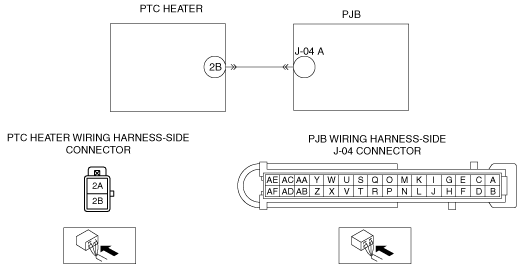 PTC HEATER
PJB
2B
J-04 A
PTC HEATER WIRING HARNESS-SIDE
CONNECTOR
PJB WIRING HARNESS-SIDE
J-04 CONNECTOR
2A
2B
AE AC AA Y W U S Q O M K I G E C A
AF AD AB Z X V T R P N L J H F D B